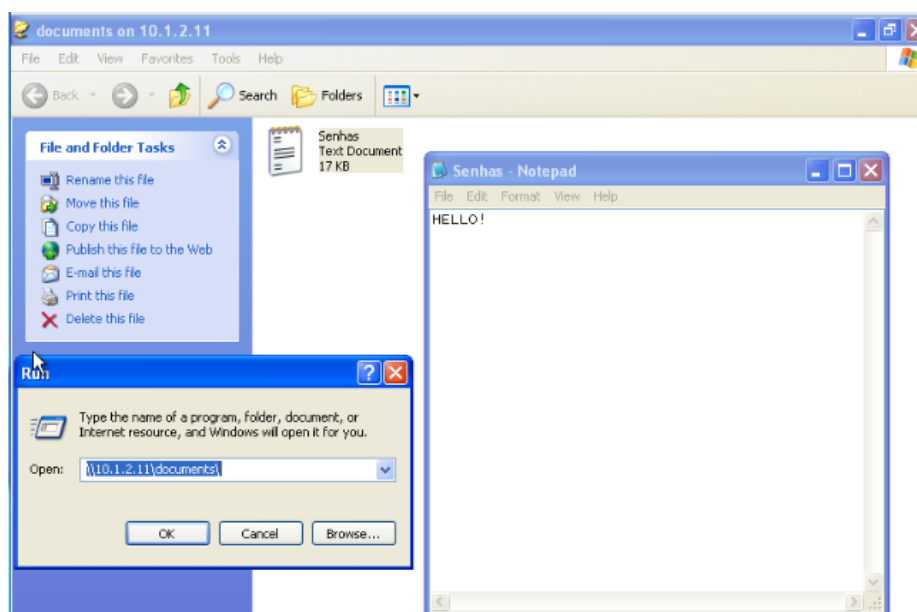 documents on 10.1.2.11
File Edit View Favorites Tools Help
Back Search Folders
File and Folder Tasks
Rename this file
Move this file
Copy this file
Publish this file to the Web
E-mail this file
Print this file
Delete this file
Senhas
Text Document
17 KB
Senhas - Notepad
File Edit Format View Help
HELLO!
Run
Type the name of a program, folder, document, or
Internet resource, and Windows will open it for you.
Open: \\10.1.2.11\documents\
OK Cancel Browse...